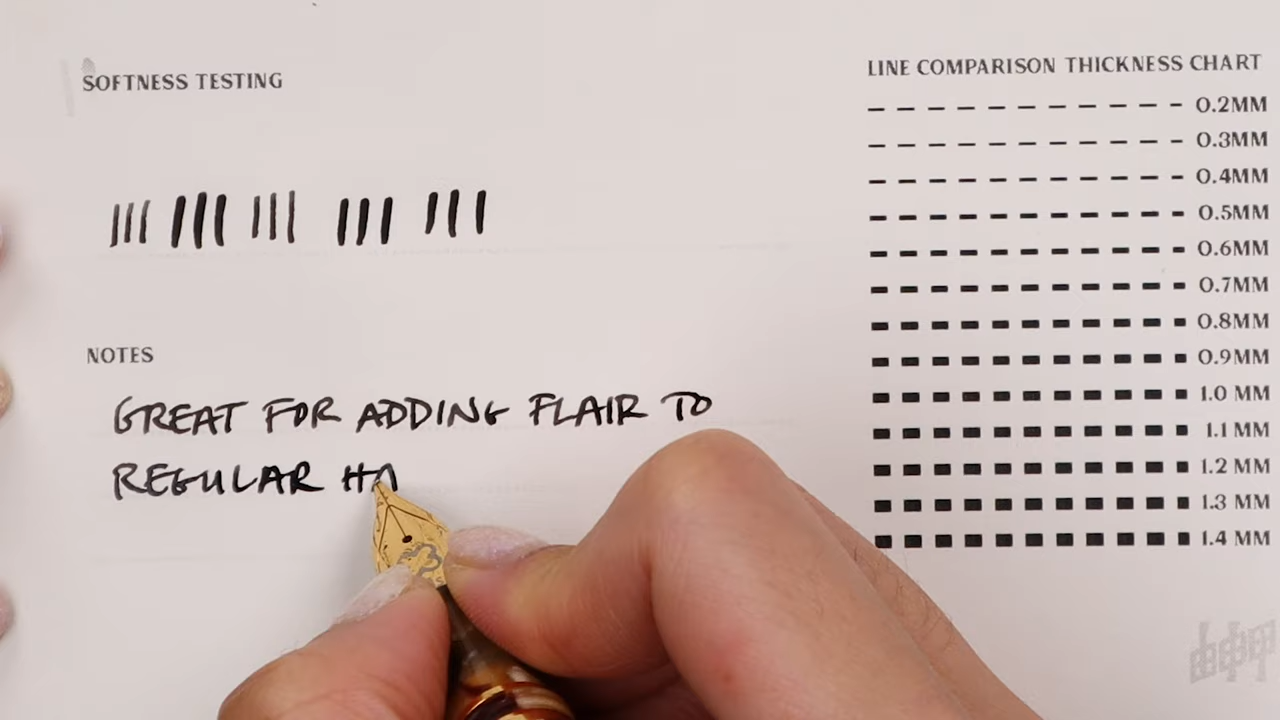 SOFTNESS TESTING
NOTES
GREAT FOR ADDING FLAIR TO
REGULAR HA
LINE COMPARISON THICKNESS CHART
0.2MM
0.3MM
0.4MM
0.5MM
0.6MM
0.7MM
0.8MM
0.9MM
1.0 MM
1.1 MM
1.2 MM
1.3 MM
1.4 MM